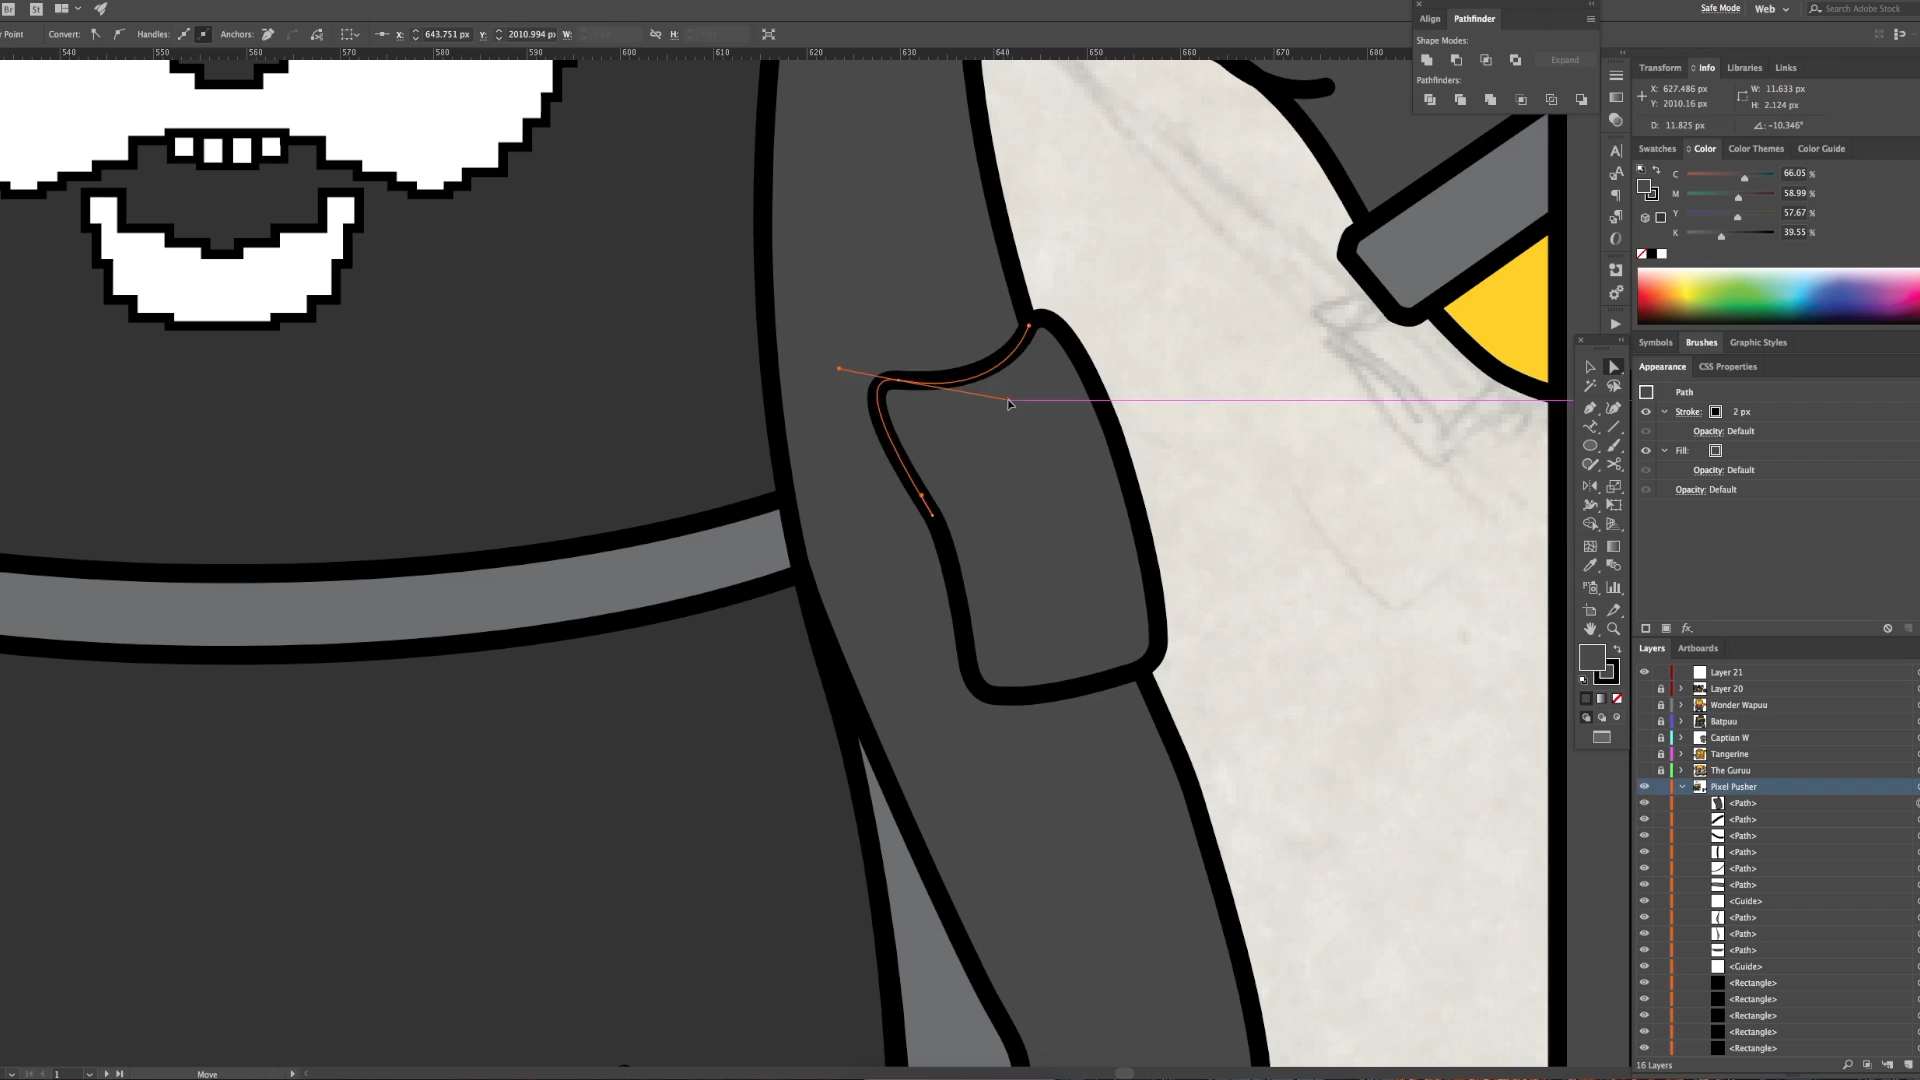 Br St Safe Mode Web Search Adobe Stock
Point Convert: Handles: Anchors: X: 643.751 px Y: 2010.994 px W: H:
540 550 560 570 580 590 600 610 620 630 640 650 660 670 680
Align Pathfinder
Shape Modes:
Expand
Pathfinders:
Transform Info Libraries Links
X: 627.486 px W: 11.633 px
Y: 2010.16 px H: 2.124 px
D: 11.825 px -10.346°
Swatches Color Color Themes Color Guide
C 66.05 %
M 58.99 %
Y 57.67 %
K 39.55 %
Symbols Brushes Graphic Styles
Appearance CSS Properties
Path
Stroke: 2 px
Opacity: Default
Fill:
Opacity: Default
Opacity: Default
fx.
Layers Artboards
Layer 21
Layer 20
Wonder Wapuu
Batpuu
Captian W
Tangerine
The Guruu
Pixel Pusher
<Path>
<Path>
<Path>
<Path>
<Path>
<Path>
<Guide>
<Path>
<Path>
<Path>
<Guide>
<Rectangle>
<Rectangle>
<Rectangle>
<Rectangle>
<Rectangle>
16 Layers
1 Move